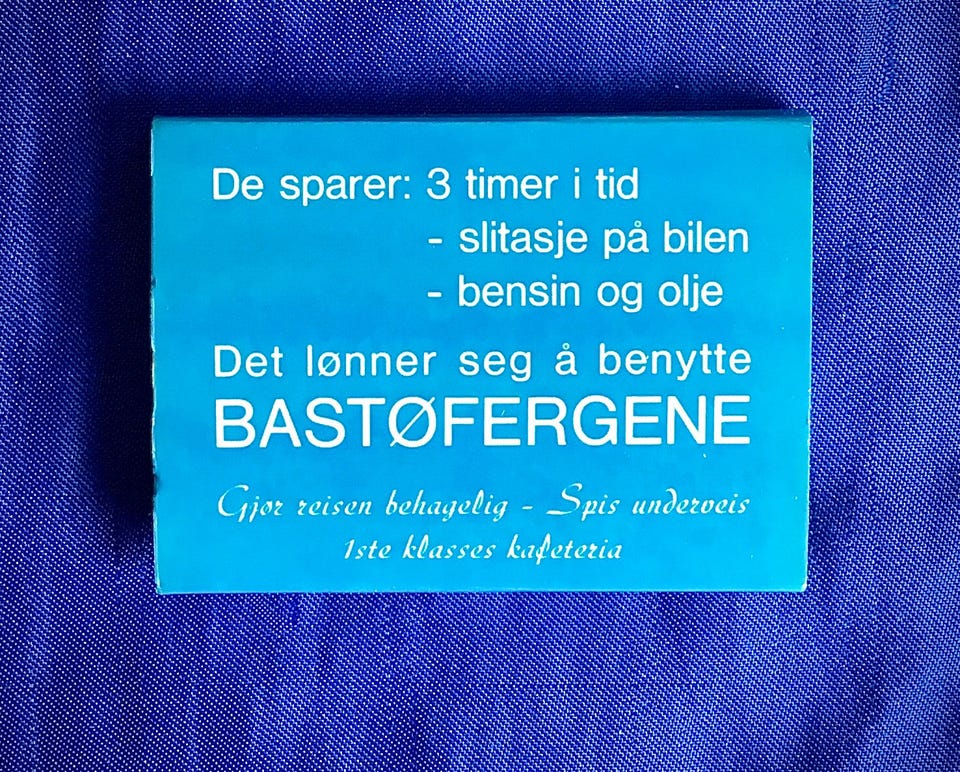 De sparer: 3 timer i tid
- slitasje på bilen
- bensin og olje
Det lønner seg å benytte
BASTØFERGENE
Gjør reisen behagelig - Spis underveis
1ste klasses kafeteria